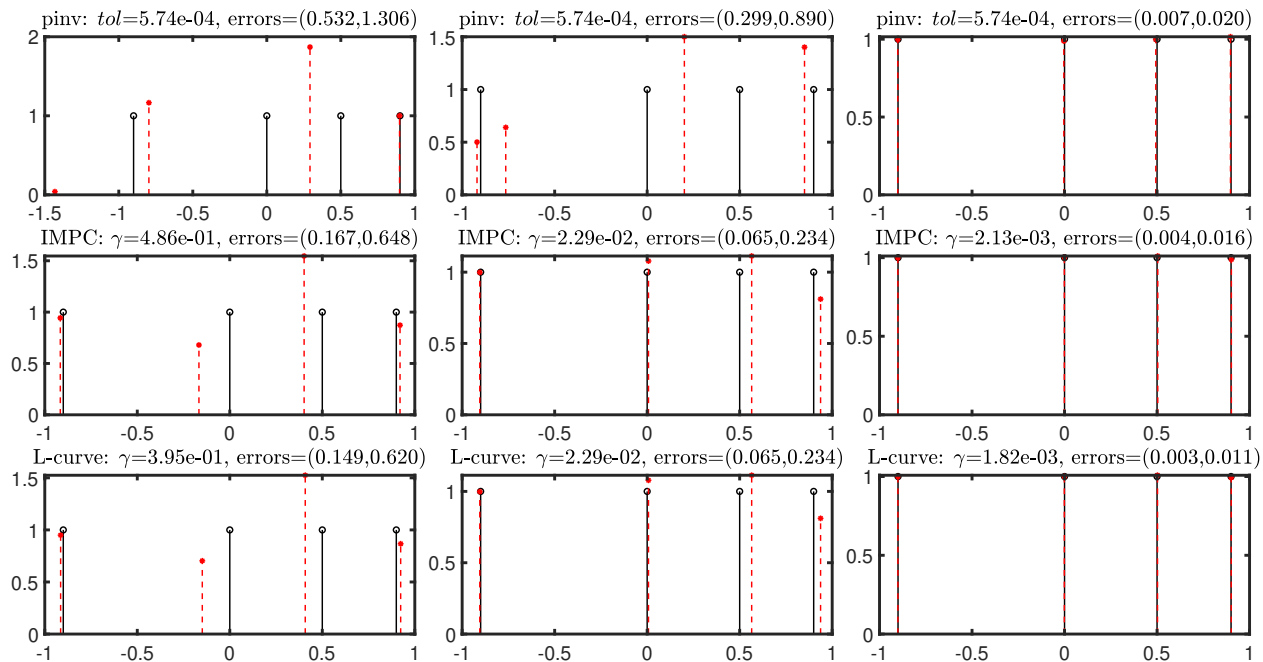 pinv: tol=5.74e-04, errors=(0.532,1.306)
pinv: tol=5.74e-04, errors=(0.299,0.890)
pinv: tol=5.74e-04, errors=(0.007,0.020)
2
1
0
-1.5 -1 -0.5 0 0.5 1
1.5
1
0.5
0
-1 -0.5 0 0.5 1
1
0.5
0
-1 -0.5 0 0.5 1
IMPC: γ=4.86e-01, errors=(0.167,0.648)
IMPC: γ=2.29e-02, errors=(0.065,0.234)
IMPC: γ=2.13e-03, errors=(0.004,0.016)
1.5
1
0.5
0
-1 -0.5 0 0.5 1
1
0.5
0
-1 -0.5 0 0.5 1
1
0.5
0
-1 -0.5 0 0.5 1
L-curve: γ=3.95e-01, errors=(0.149,0.620)
L-curve: γ=2.29e-02, errors=(0.065,0.234)
L-curve: γ=1.82e-03, errors=(0.003,0.011)
1.5
1
0.5
0
-1 -0.5 0 0.5 1
1
0.5
0
-1 -0.5 0 0.5 1
1
0.5
0
-1 -0.5 0 0.5 1